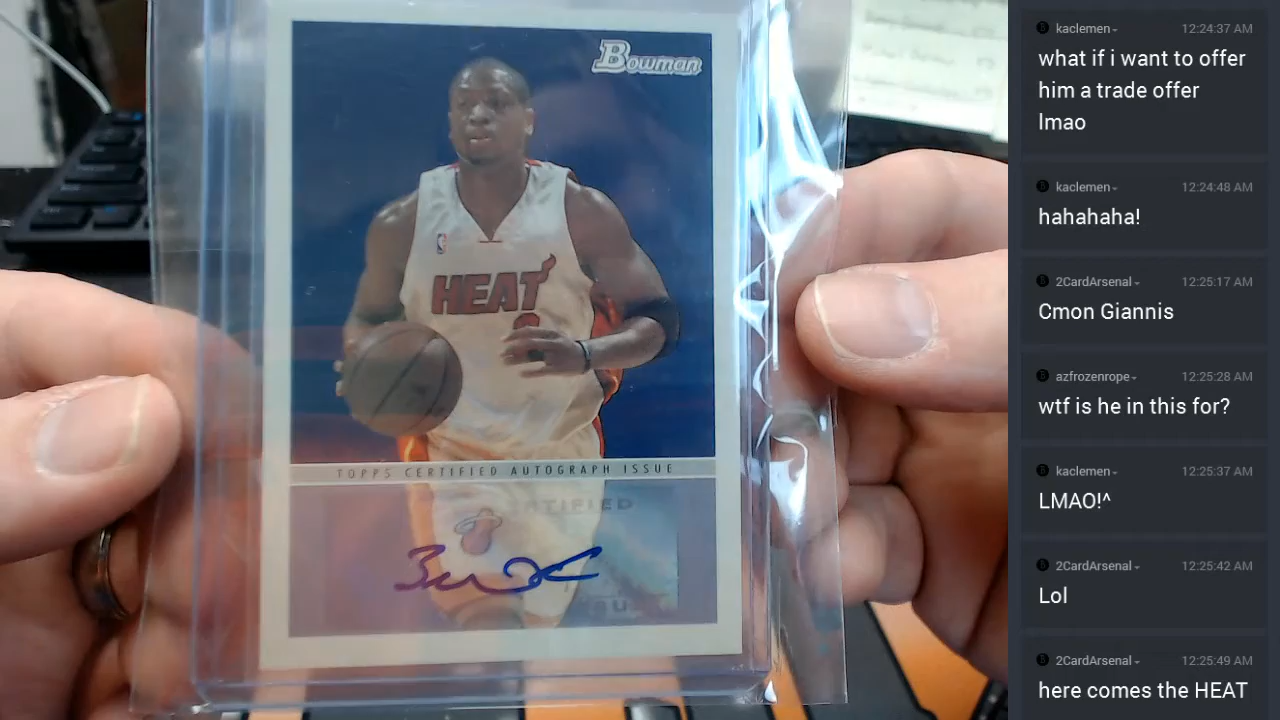 Bowman
HEAT
TOPPS CERTIFIED AUTOGRAPH ISSUE
kaclemen
12:24:37 AM
what if i want to offer
him a trade offer
lmao
kaclemen
12:24:48 AM
hahahaha!
2CardArsenal
12:25:17 AM
Cmon Giannis
azfrozenrope
12:25:28 AM
wtf is he in this for?
kaclemen
12:25:37 AM
LMAO!^
2CardArsenal
12:25:42 AM
Lol
2CardArsenal
12:25:49 AM
here comes the HEAT